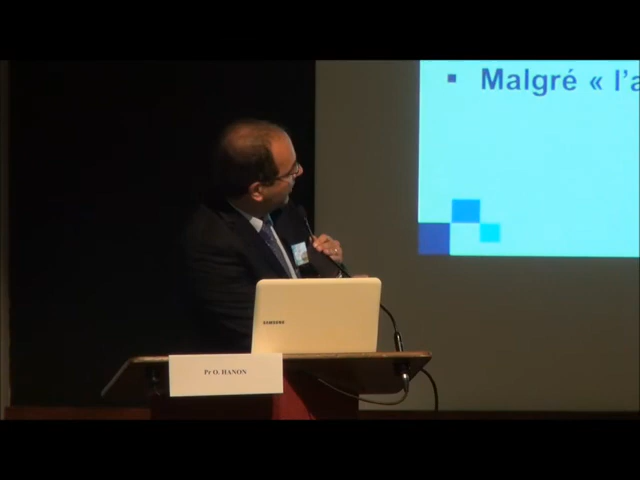 ▪ Malgré « l'a
SAMSUNG
Pr O. HANON